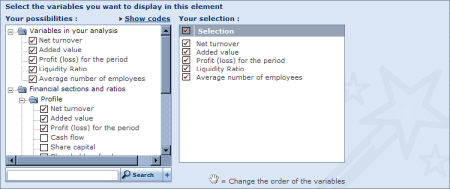 Select the variables you want to display in this element
Your possibilities :
Show codes
Variables in your analysis
Net turnover
Added value
Profit (loss) for the period
Liquidity Ratio
Average number of employees
Financial sections and ratios
Profile
Net turnover
Added value
Profit (loss) for the period
Cash flow
Share capital
Search
Your selection :
Selection
Net turnover
Added value
Profit (loss) for the period
Liquidity Ratio
Average number of employees
= Change the order of the variables